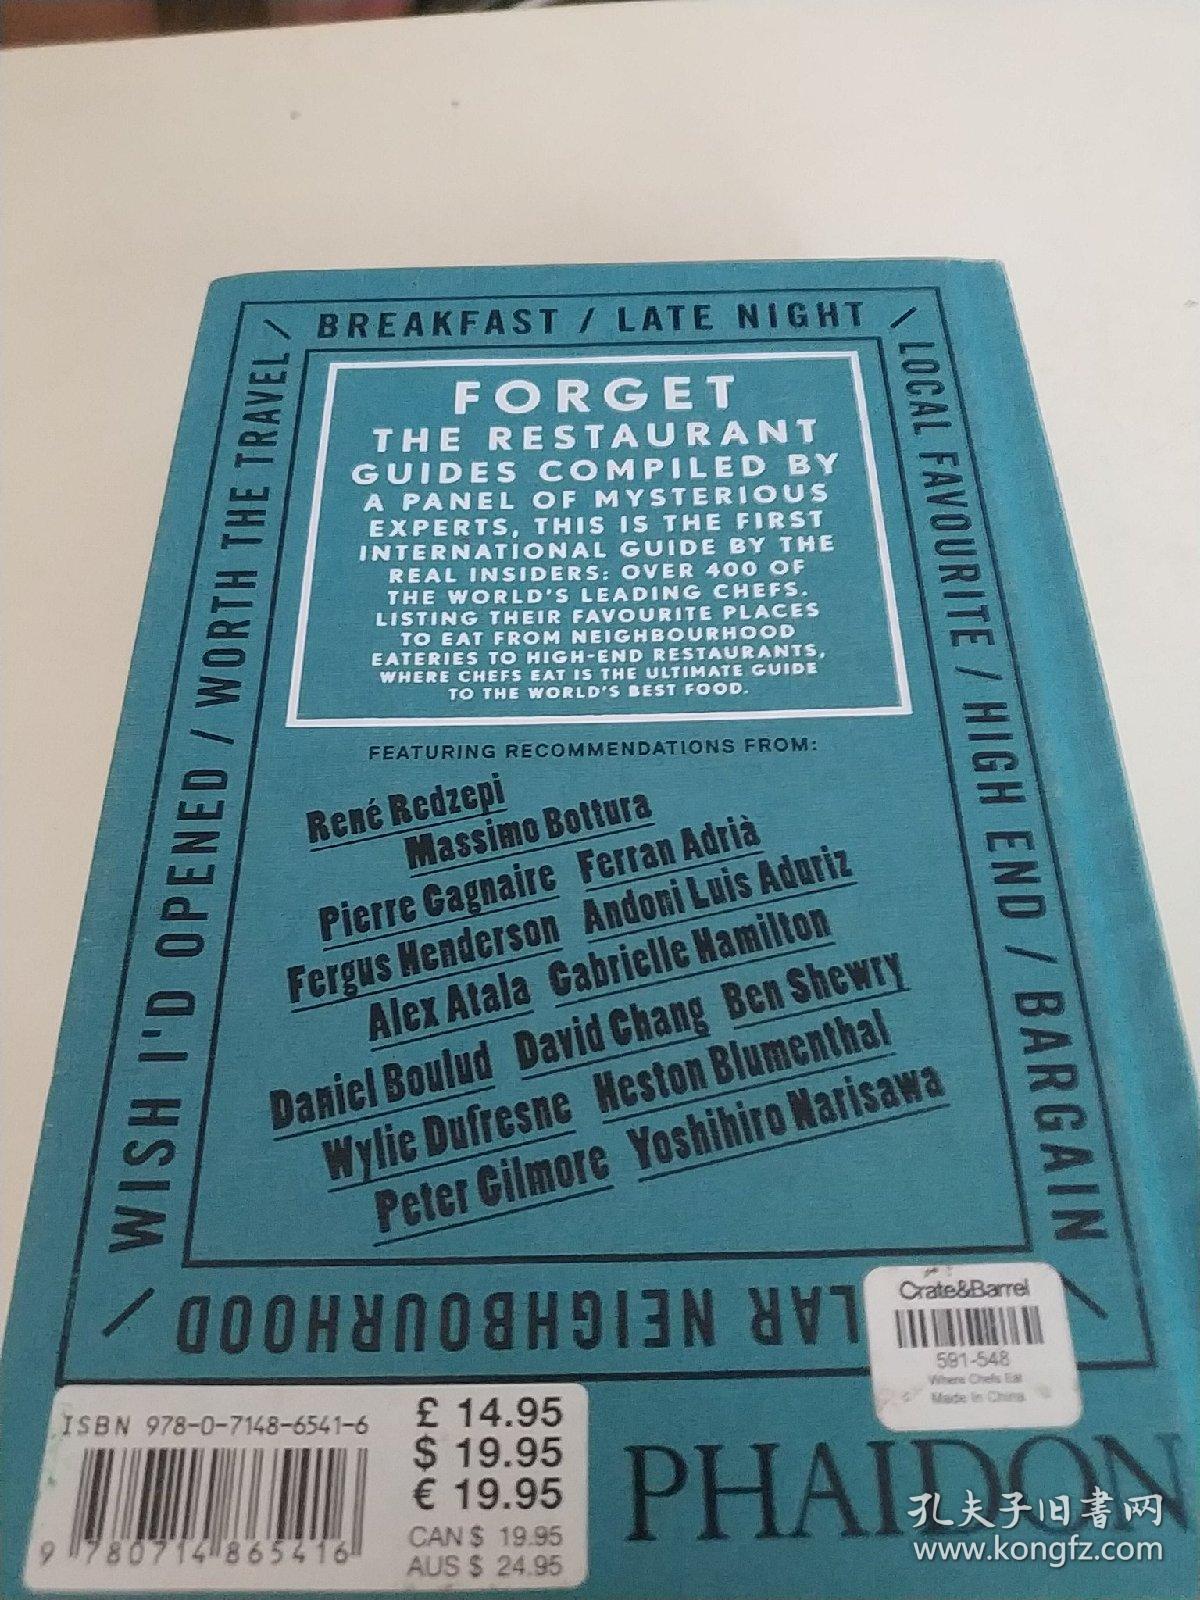 BREAKFAST / LATE NIGHT /
LOCAL FAVOURITE / HIGH END / BARGAIN /
LAR NEIGHBOURHOOD /
WISH I'D OPENED / WORTH THE TRAVEL /
FORGET
THE RESTAURANT
GUIDES COMPILED BY
A PANEL OF MYSTERIOUS
EXPERTS, THIS IS THE FIRST
INTERNATIONAL GUIDE BY THE
REAL INSIDERS: OVER 400 OF
THE WORLD'S LEADING CHEFS.
LISTING THEIR FAVOURITE PLACES
TO EAT FROM NEIGHBOURHOOD
EATERIES TO HIGH-END RESTAURANTS,
WHERE CHEFS EAT IS THE ULTIMATE GUIDE
TO THE WORLD'S BEST FOOD.
FEATURING RECOMMENDATIONS FROM:
René Redzepi
Massimo Bottura
Pierre Gagnaire Ferran Adrià
Fergus Henderson Andoni Luis Aduriz
Alex Atala Gabrielle Hamilton
Daniel Boulud David Chang Ben Shewry
Wylie Dufresne Heston Blumenthal
Peter Gilmore Yoshihiro Narisawa
Crate&Barrel
591-548
Where Chefs Eat
Made In China
ISBN 978-0-7148-6541-6
9 780714 865416
£ 14.95
$ 19.95
€ 19.95
CAN $ 19.95
AUS $ 24.95
PHAIDON
孔夫子旧書网
www.kongfz.com